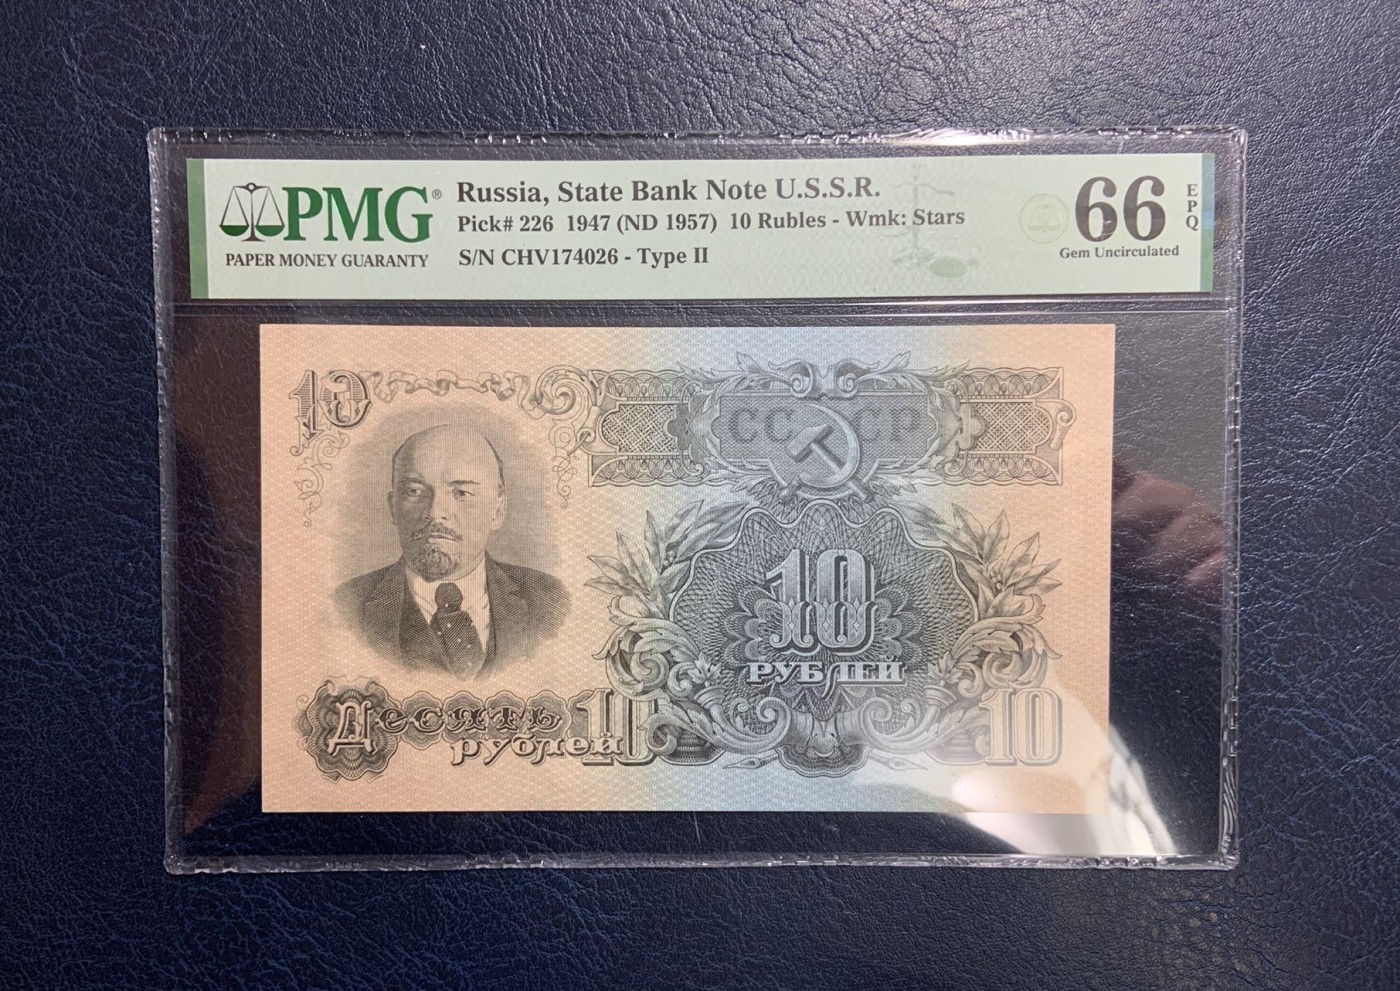 PMG®
PAPER MONEY GUARANTY
Russia, State Bank Note U.S.S.R.
Pick# 226 1947 (ND 1957) 10 Rubles - Wmk: Stars
S/N CHV174026 - Type II
66
EPQ
Gem Uncirculated
10
СССР
10
РУБЛЕЙ
Десять
рублей
10
10